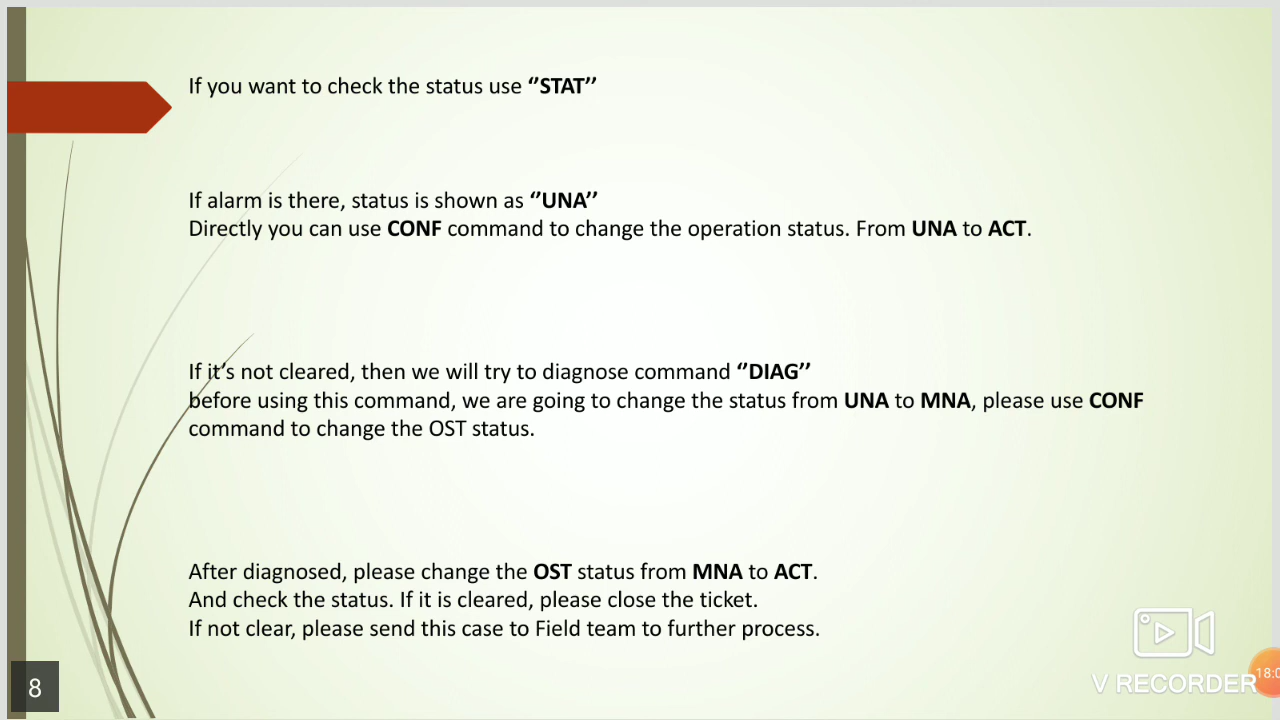 If you want to check the status use ‘’STAT’’
If alarm is there, status is shown as ‘’UNA’’
Directly you can use CONF command to change the operation status. From UNA to ACT.
If it’s not cleared, then we will try to diagnose command ‘’DIAG’’
before using this command, we are going to change the status from UNA to MNA, please use CONF
command to change the OST status.
After diagnosed, please change the OST status from MNA to ACT.
And check the status. If it is cleared, please close the ticket.
If not clear, please send this case to Field team to further process.
V RECORDER
8